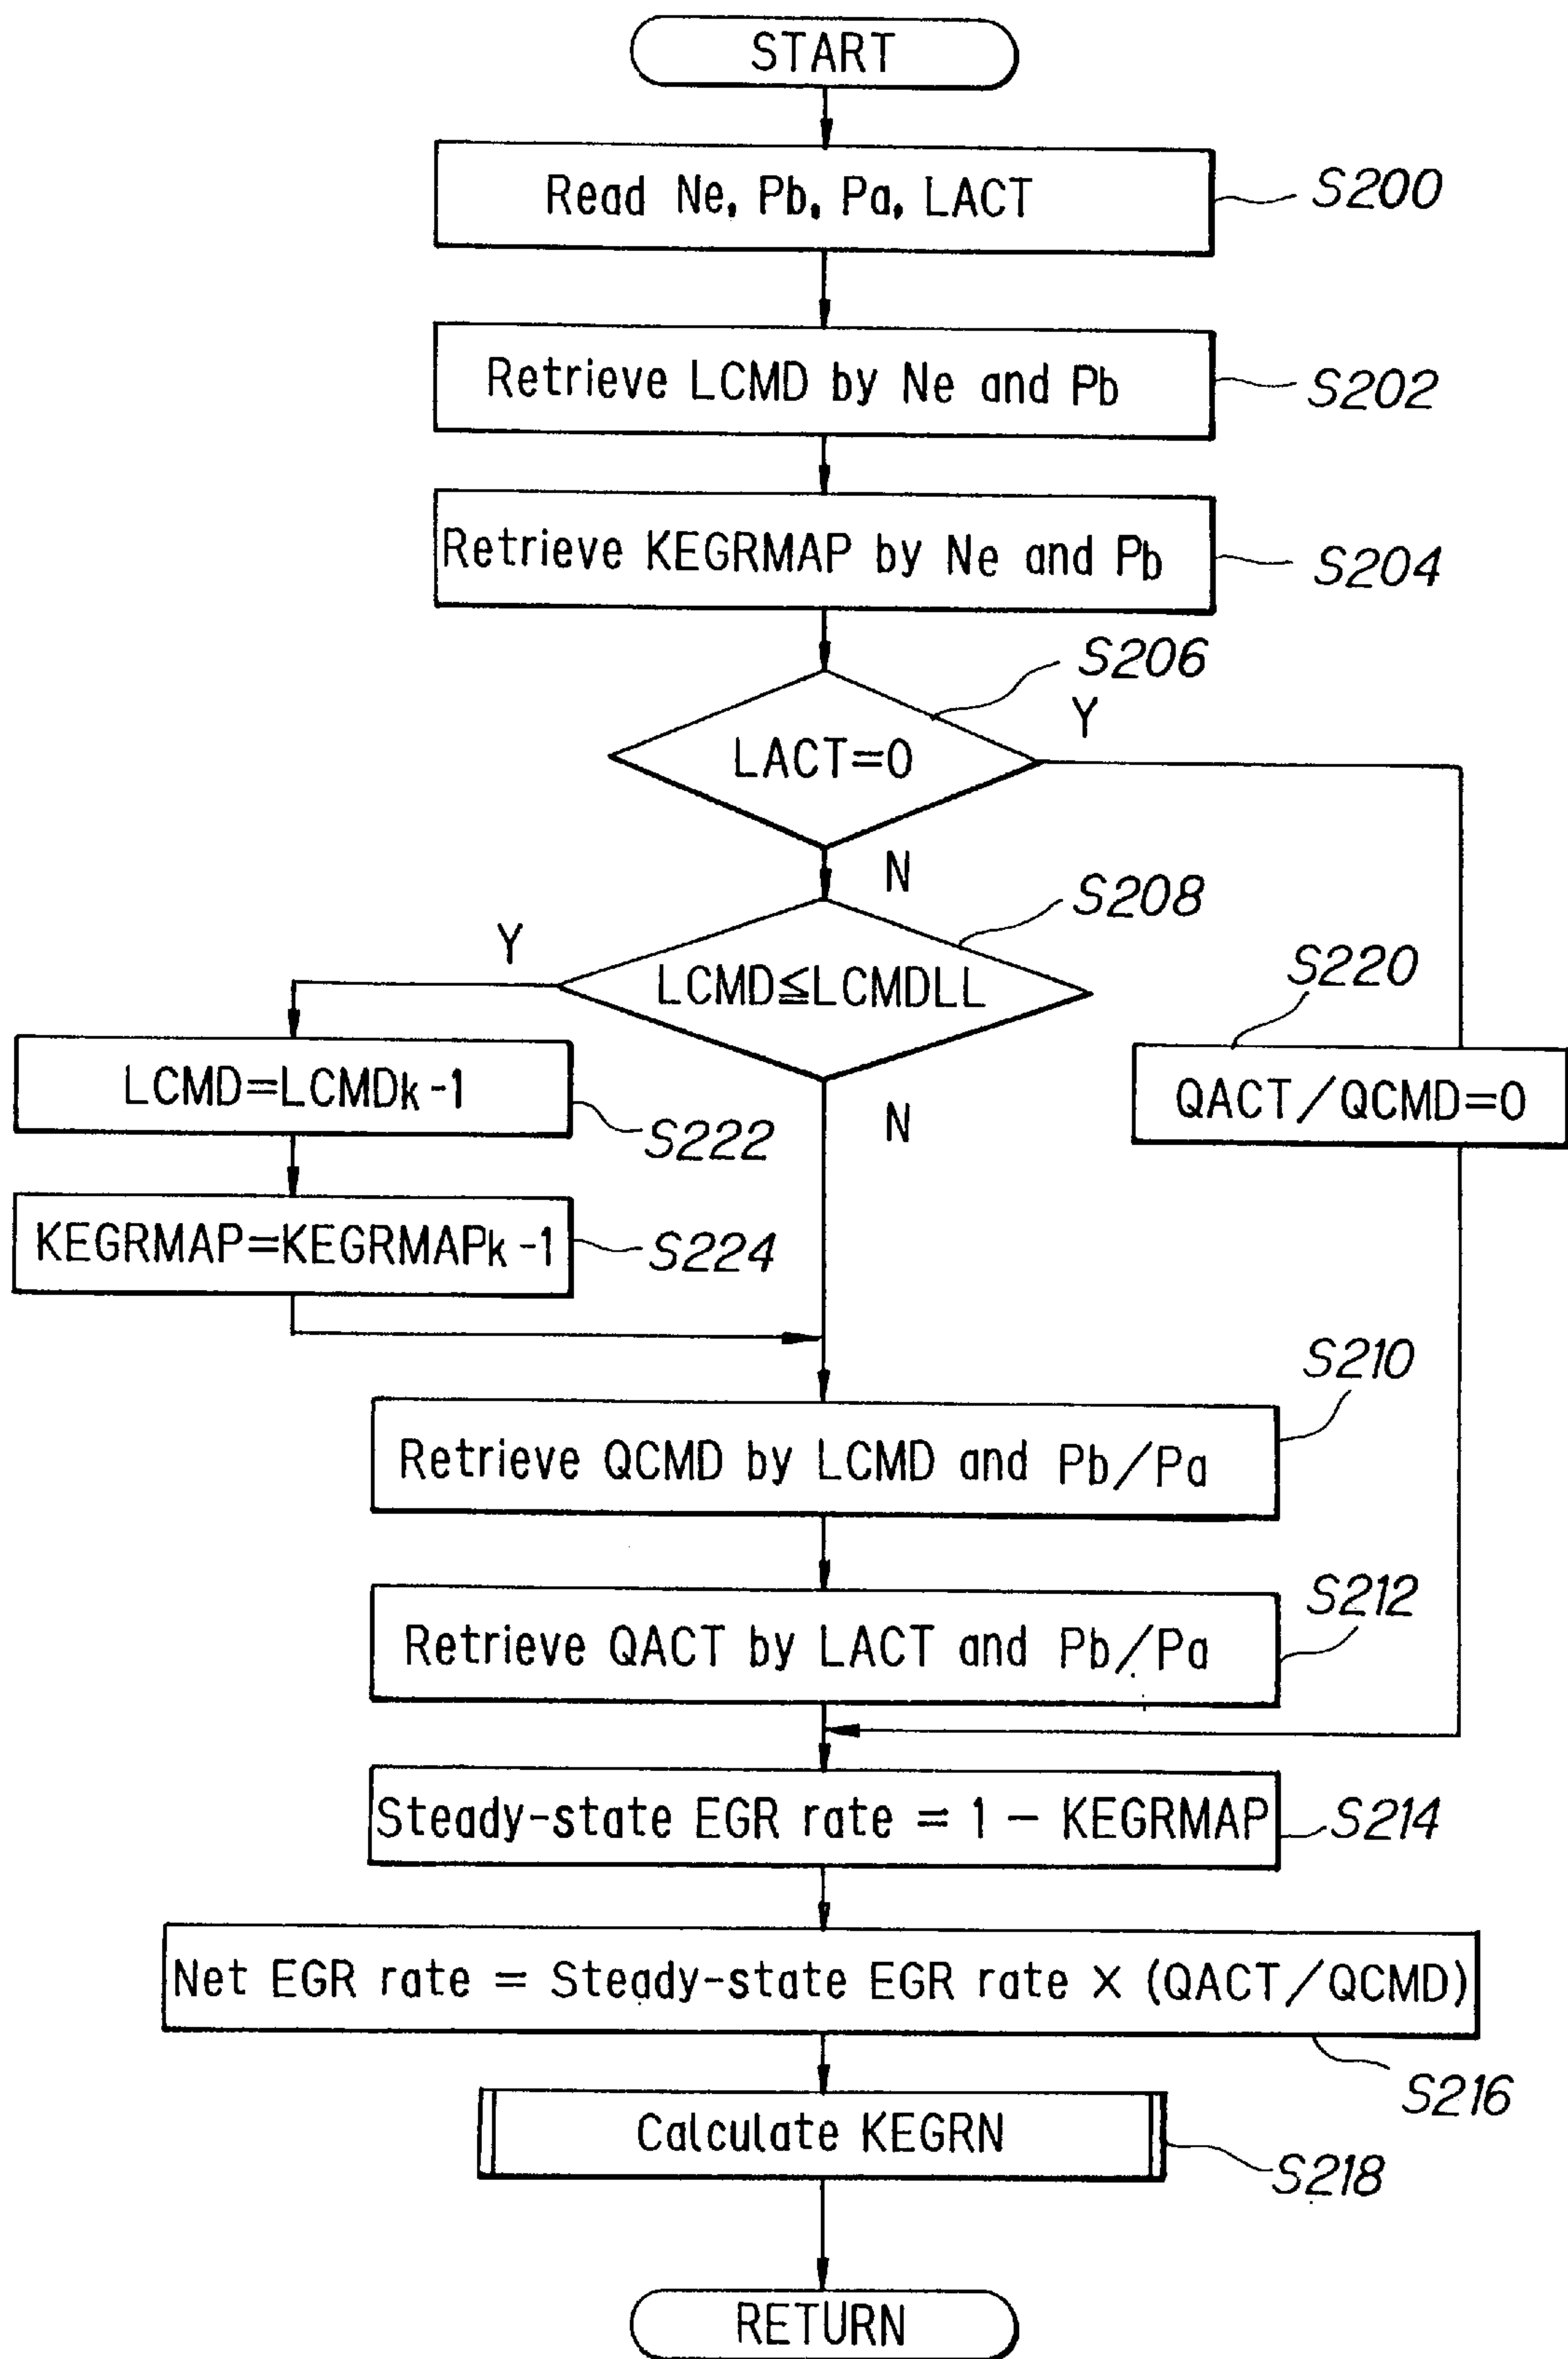 START
Read Ne, Pb, Pa, LACT
S200
Retrieve LCMD by Ne and Pb
S202
Retrieve KEGRMAP by Ne and Pb
S204
S206
LACT=0
Y
N
S208
LCMD≦LCMDLL
Y
N
S220
QACT/QCMD=0
LCMD=LCMDk-1
S222
KEGRMAP=KEGRMAPk-1
S224
S210
Retrieve QCMD by LCMD and Pb/Pa
S212
Retrieve QACT by LACT and Pb/Pa
Steady-state EGR rate = 1 - KEGRMAP
S214
Net EGR rate = Steady-state EGR rate × (QACT/QCMD)
S216
Calculate KEGRN
S218
RETURN